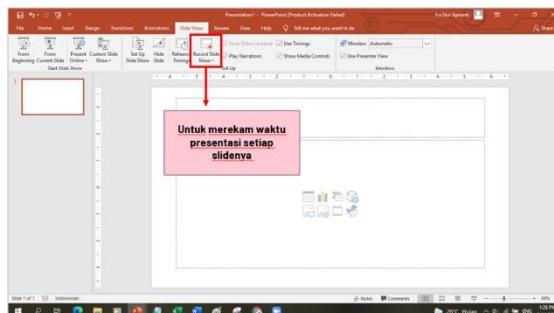 Presentation1 - PowerPoint (Product Activation Failed)
File Home Insert Design Transitions Animations Slide Show Review View Help Tell me what you want to do Share
From Beginning
From Current Slide
Present Online
Custom Slide Show
Set Up Slide Show
Hide Slide
Rehearse Timings
Record Slide Show
Keep Slides Updated
Use Timings
Play Narrations
Show Media Controls
Monitor: Automatic
Use Presenter View
Start Slide Show
Set Up
Monitors
1
Untuk merekam waktu
presentasi setiap
slidenya
Slide 1 of 1
Indonesian
Notes
Comments